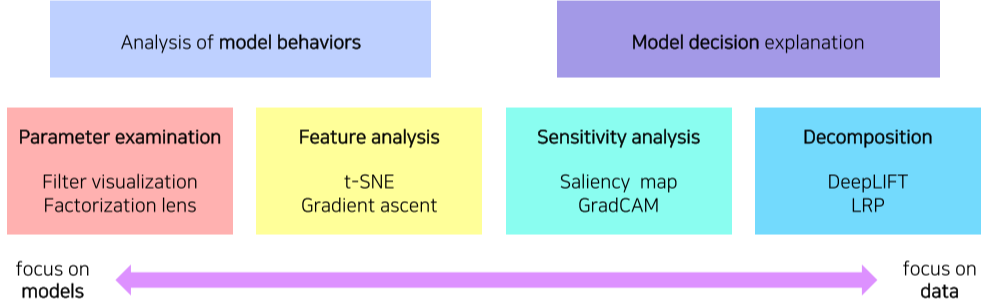 Analysis of model behaviors
Model decision explanation
Parameter examination
Filter visualization
Factorization lens
Feature analysis
t-SNE
Gradient ascent
Sensitivity analysis
Saliency map
GradCAM
Decomposition
DeepLIFT
LRP
focus on
models
focus on
data